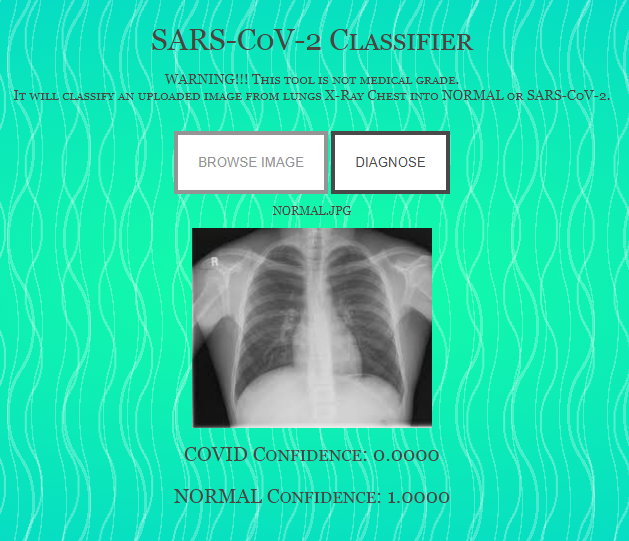 SARS-CoV-2 Classifier
WARNING!!! This tool is not medical grade.
It will classify an uploaded image from lungs X-Ray Chest into NORMAL or SARS-CoV-2.
BROWSE IMAGE DIAGNOSE
NORMAL.JPG
R
COVID Confidence: 0.0000
NORMAL Confidence: 1.0000